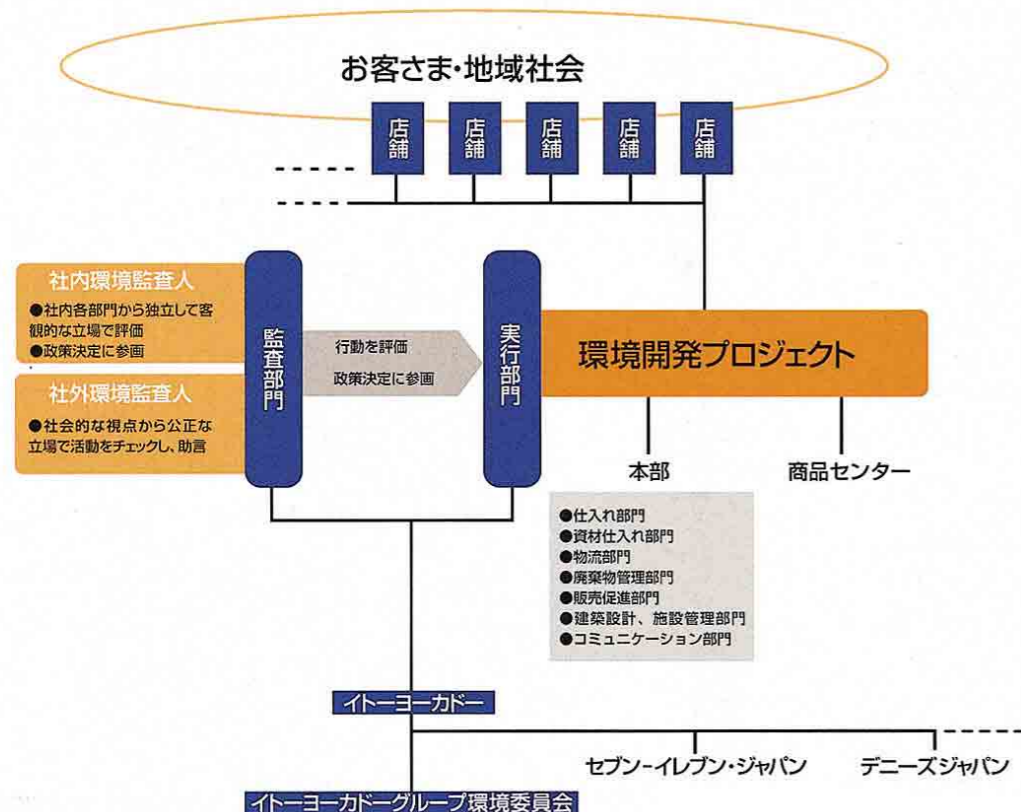 お客さま・地域社会
店舗
店舗
店舗
店舗
店舗
社内環境監査人
●社内各部門から独立して客
観的な立場で評価
●政策決定に参画
社外環境監査人
●社会的な視点から公正な
立場で活動をチェックし、助言
監査部門
行動を評価
政策決定に参画
実行部門
環境開発プロジェクト
本部
商品センター
●仕入れ部門
●資材仕入れ部門
●物流部門
●廃棄物管理部門
●販売促進部門
●建築設計、施設管理部門
●コミュニケーション部門
イトーヨーカドー
セブン-イレブン・ジャパン
デニーズジャパン
イトーヨーカドーグループ環境委員会